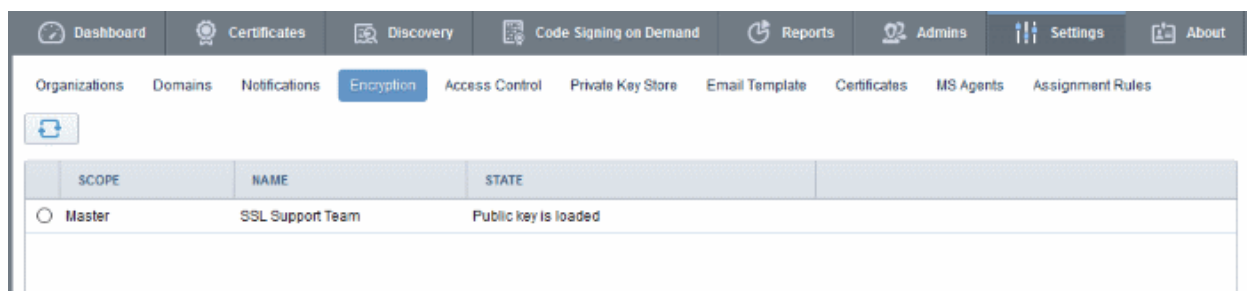 Dashboard Certificates Discovery Code Signing on Demand Reports Admins Settings About
Organizations Domains Notifications Encryption Access Control Private Key Store Email Template Certificates MS Agents Assignment Rules
SCOPE NAME STATE
Master SSL Support Team Public key is loaded